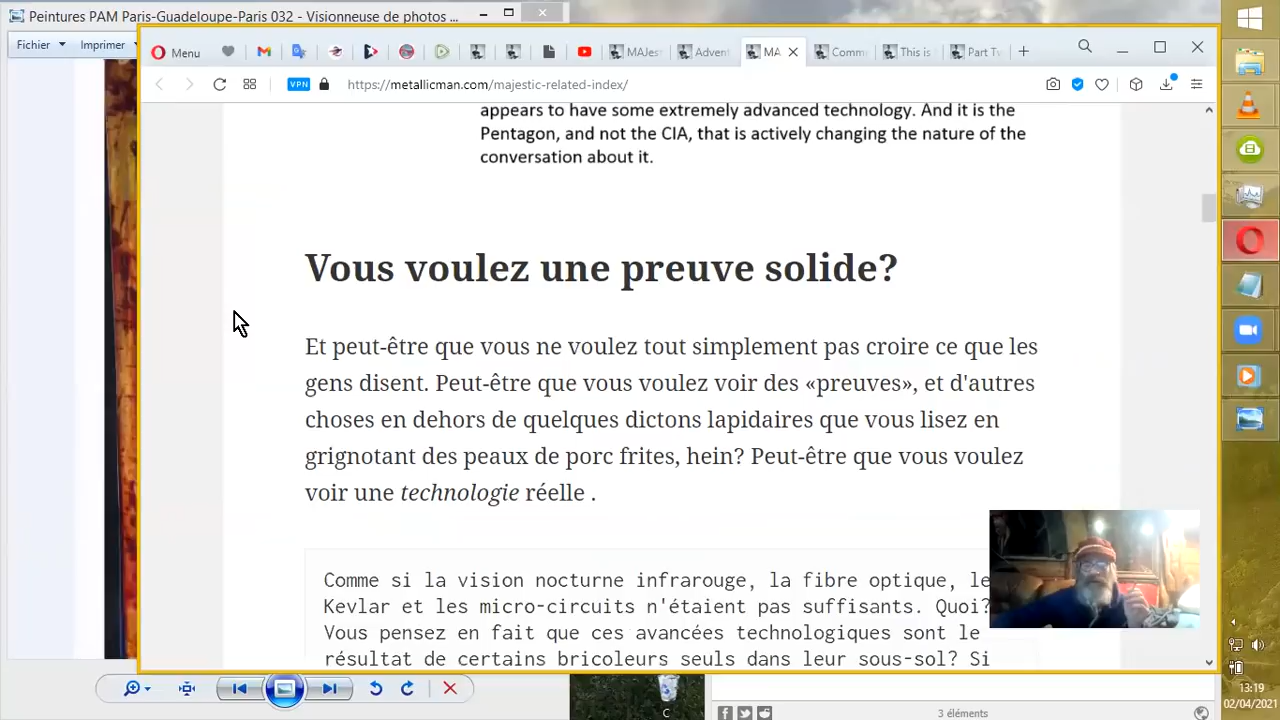 Peintures PAM Paris-Guadeloupe-Paris 032 - Visionneuse de photos ...
Fichier
Imprimer
Menu
MAJes
Advent
MA
Comm
This is
Part Tv
VPN
https://metallicman.com/majestic-related-index/
appears to have some extremely advanced technology. And it is the
Pentagon, and not the CIA, that is actively changing the nature of the
conversation about it.
Vous voulez une preuve solide?
Et peut-être que vous ne voulez tout simplement pas croire ce que les
gens disent. Peut-être que vous voulez voir des «preuves», et d'autres
choses en dehors de quelques dictons lapidaires que vous lisez en
grignotant des peaux de porc frites, hein? Peut-être que vous voulez
voir une technologie réelle .
Comme si la vision nocturne infrarouge, la fibre optique, le
Kevlar et les micro-circuits n'étaient pas suffisants. Quoi?
Vous pensez en fait que ces avancées technologiques sont le
résultat de certains bricoleurs seuls dans leur sous-sol? Si
C
3 éléments
13:19
02/04/2021